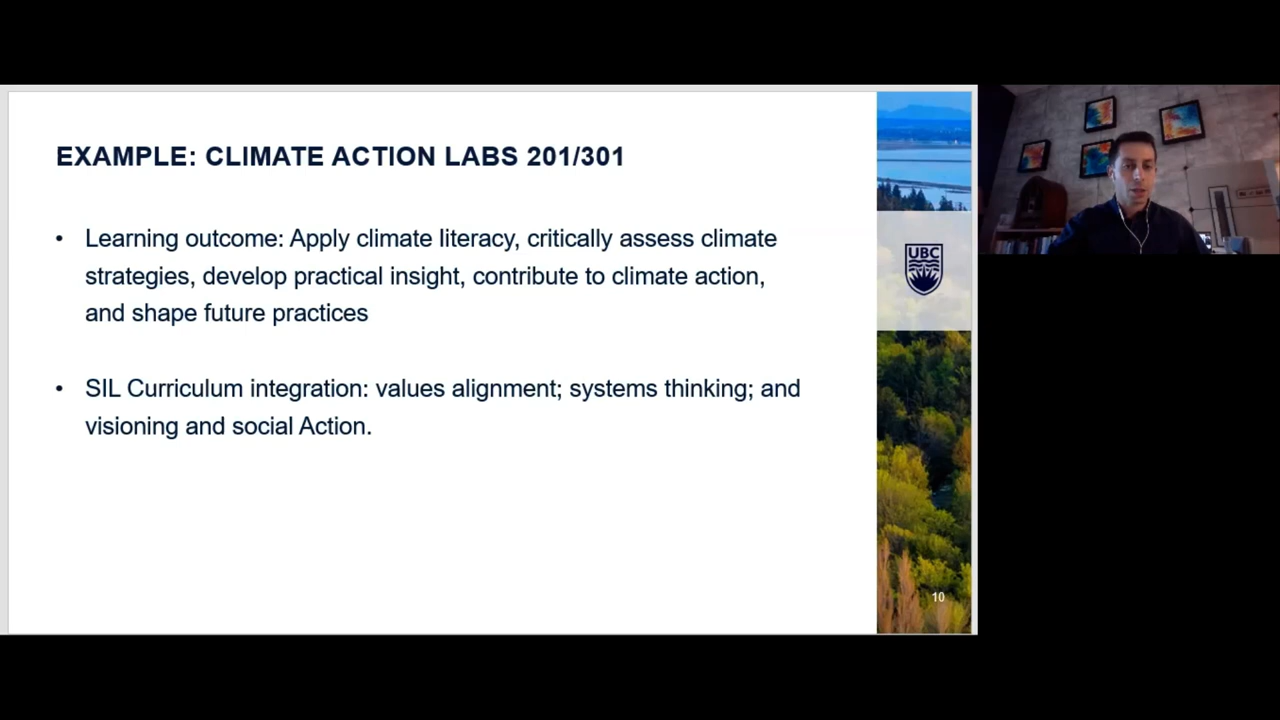 EXAMPLE: CLIMATE ACTION LABS 201/301
• Learning outcome: Apply climate literacy, critically assess climate
strategies, develop practical insight, contribute to climate action,
and shape future practices
• SIL Curriculum integration: values alignment; systems thinking; and
visioning and social Action.
UBC
10